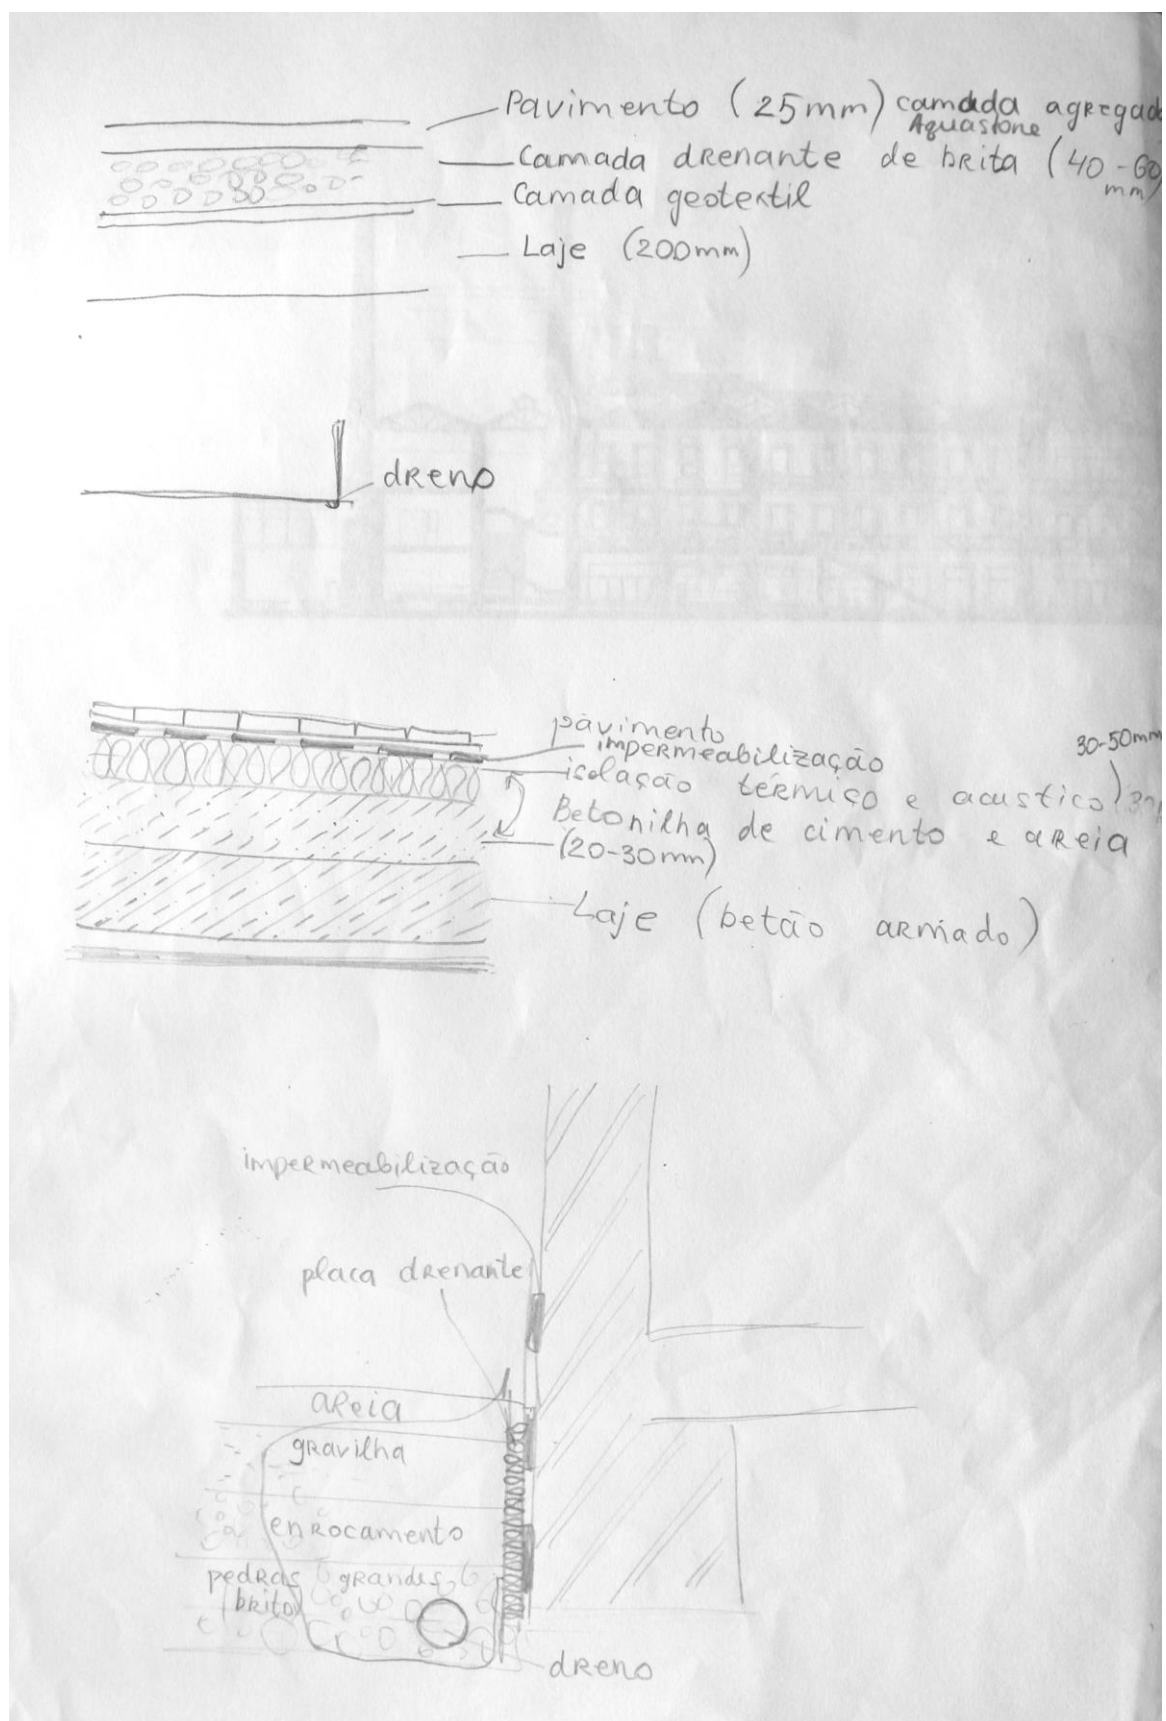 Pavimento (25mm) camada agregad
Aquastone
Camada drenante de brita (40-60
mm)
Camada geotextil
Laje (200mm)
dreno
pavimento
impermeabilização
30-50mm
isolação térmico e acustico
Betonilha de cimento e areia
(20-30mm)
Laje (betão armado)
impermeabilização
placa drenante
areia
gravilha
enrocamento
pedras grandes
brito
dreno